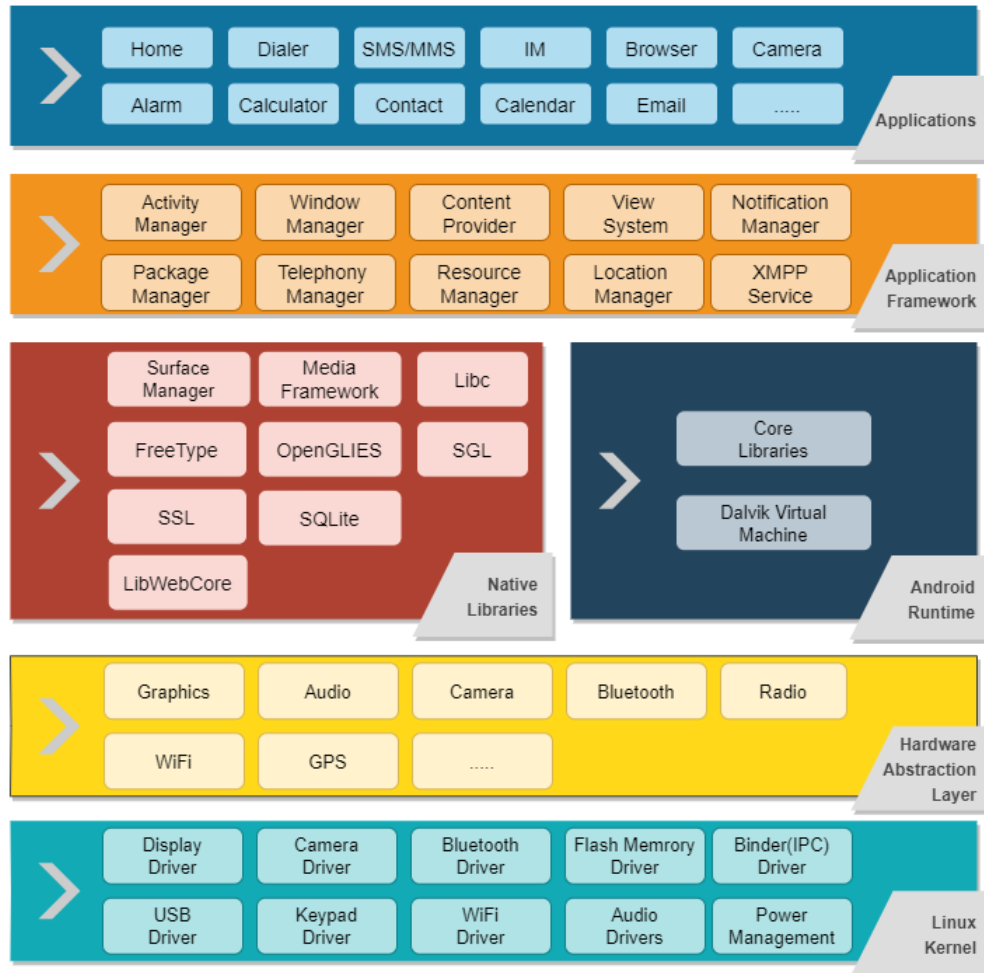 Home
Dialer
SMS/MMS
IM
Browser
Camera
Alarm
Calculator
Contact
Calendar
Email
.....
Applications
Activity
Manager
Window
Manager
Content
Provider
View
System
Notification
Manager
Package
Manager
Telephony
Manager
Resource
Manager
Location
Manager
XMPP
Service
Application
Framework
Surface
Manager
Media
Framework
Libc
FreeType
OpenGLIES
SGL
SSL
SQLite
LibWebCore
Native
Libraries
Core
Libraries
Dalvik Virtual
Machine
Android
Runtime
Graphics
Audio
Camera
Bluetooth
Radio
WiFi
GPS
.....
Hardware
Abstraction
Layer
Display
Driver
Camera
Driver
Bluetooth
Driver
Flash Memrory
Driver
Binder(IPC)
Driver
USB
Driver
Keypad
Driver
WiFi
Driver
Audio
Drivers
Power
Management
Linux
Kernel